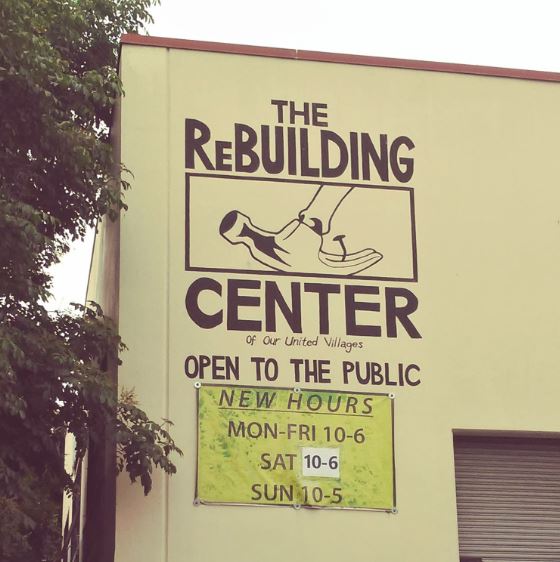 THE
ReBUILDING
CENTER
Of Our United Villages
OPEN TO THE PUBLIC
NEW HOURS
MON-FRI 10-6
SAT 10-6
SUN 10-5